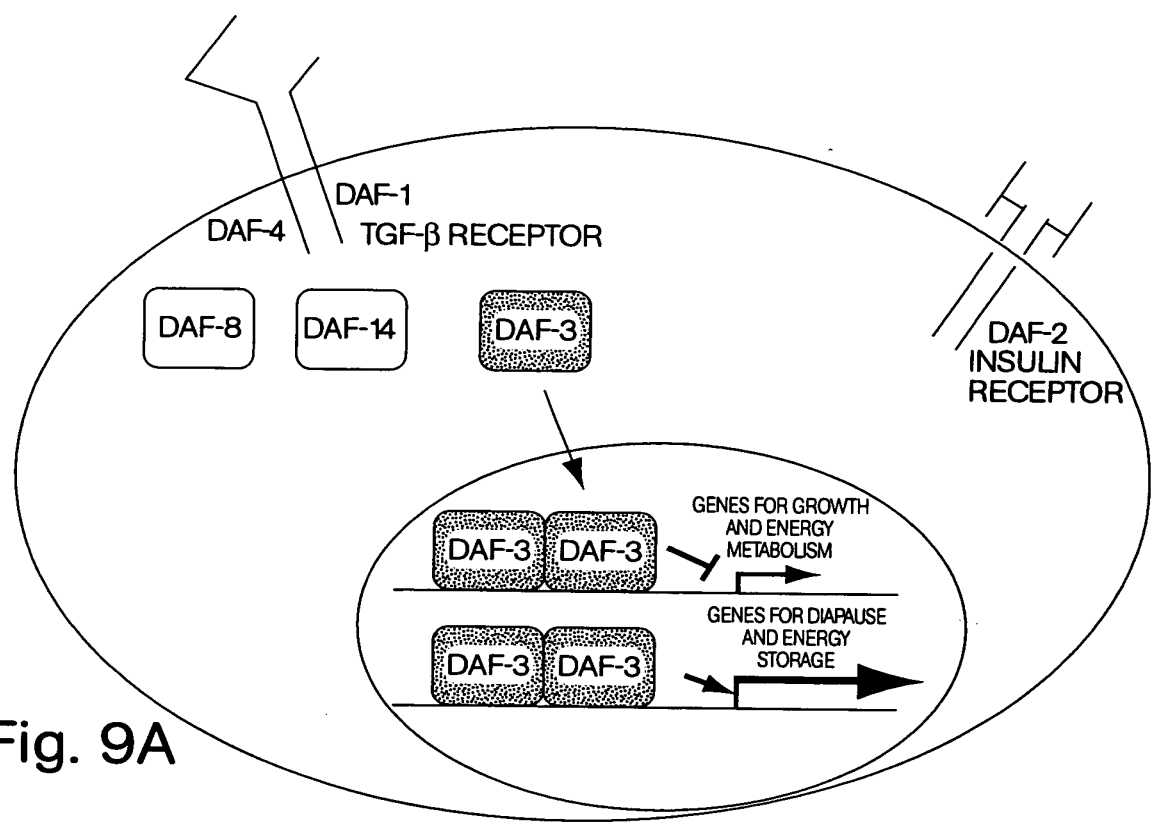 DAF-1
DAF-4
TGF-β RECEPTOR
DAF-8
DAF-14
DAF-3
DAF-2
INSULIN
RECEPTOR
GENES FOR GROWTH
AND ENERGY
METABOLISM
DAF-3 DAF-3
GENES FOR DIAPAUSE
AND ENERGY
STORAGE
DAF-3 DAF-3
Fig. 9A